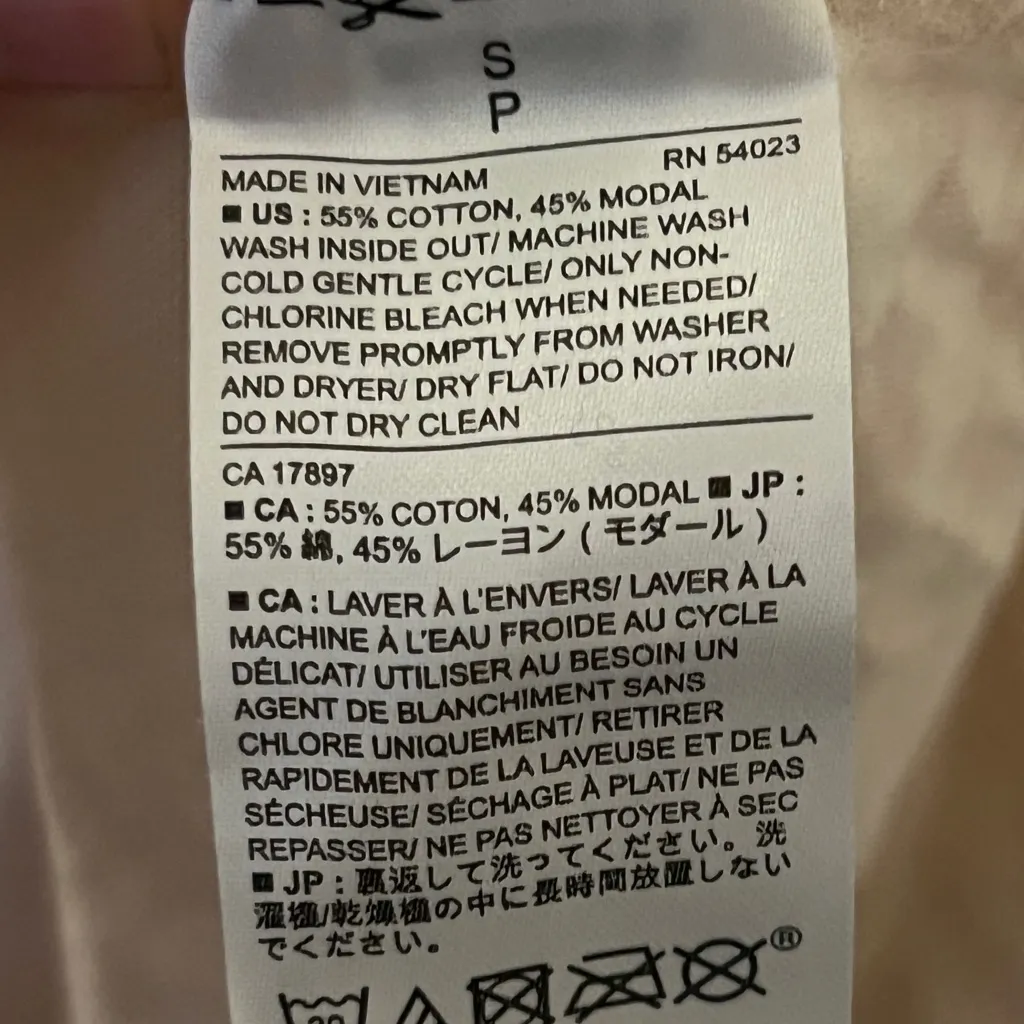 S
P
RN 54023
MADE IN VIETNAM
■ US : 55% COTTON, 45% MODAL
WASH INSIDE OUT/ MACHINE WASH
COLD GENTLE CYCLE/ ONLY NON-
CHLORINE BLEACH WHEN NEEDED/
REMOVE PROMPTLY FROM WASHER
AND DRYER/ DRY FLAT/ DO NOT IRON/
DO NOT DRY CLEAN
CA 17897
■ CA : 55% COTON, 45% MODAL ■ JP :
55% 綿, 45% レーヨン ( モダール )
■ CA : LAVER À L'ENVERS/ LAVER À LA
MACHINE À L'EAU FROIDE AU CYCLE
DÉLICAT/ UTILISER AU BESOIN UN
AGENT DE BLANCHIMENT SANS
CHLORE UNIQUEMENT/ RETIRER
RAPIDEMENT DE LA LAVEUSE ET DE LA
SÉCHEUSE/ SÉCHAGE À PLAT/ NE PAS
REPASSER/ NE PAS NETTOYER À SEC
■ JP : 裏返して洗ってください。洗
濯機/乾燥機の中に長時間放置しない
でください。
®